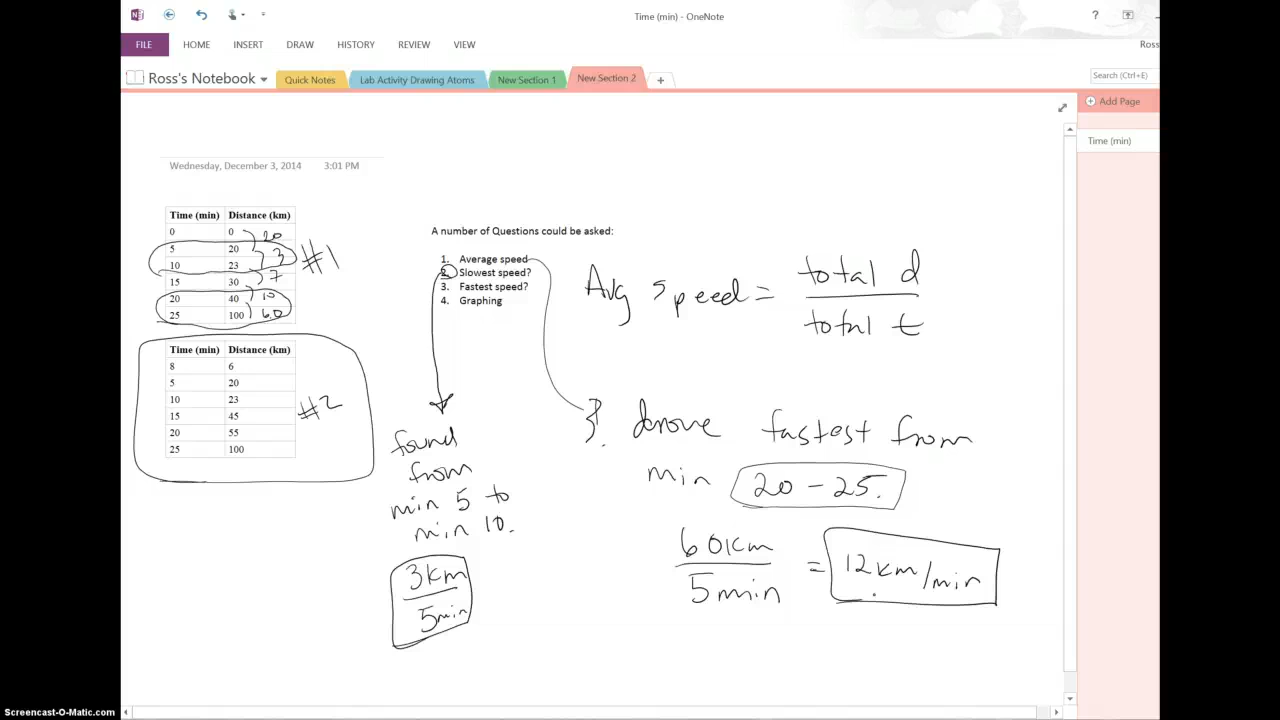 Time (min) - OneNote
?
FILE HOME INSERT DRAW HISTORY REVIEW VIEW
Ross
Ross's Notebook Quick Notes Lab Activity Drawing Atoms New Section 1 New Section 2 +
Search (Ctrl+E)
Add Page
Time (min)
Wednesday, December 3, 2014 3:01 PM
Time (min) Distance (km)
0 0
20
5 20
3
10 23
#1
7
15 30
10
20 40
60
25 100
Time (min) Distance (km)
8 6
5 20
10 23
15 45
20 55
25 100
#2
A number of Questions could be asked:
1. Average speed
2. Slowest speed?
3. Fastest speed?
4. Graphing
Avg speed = total d
total t
found
from
min 5 to
min 10.
3km
5min
3. drove fastest from
min 20-25.
60km
5min
= 12km/min
Screencast-O-Matic.com